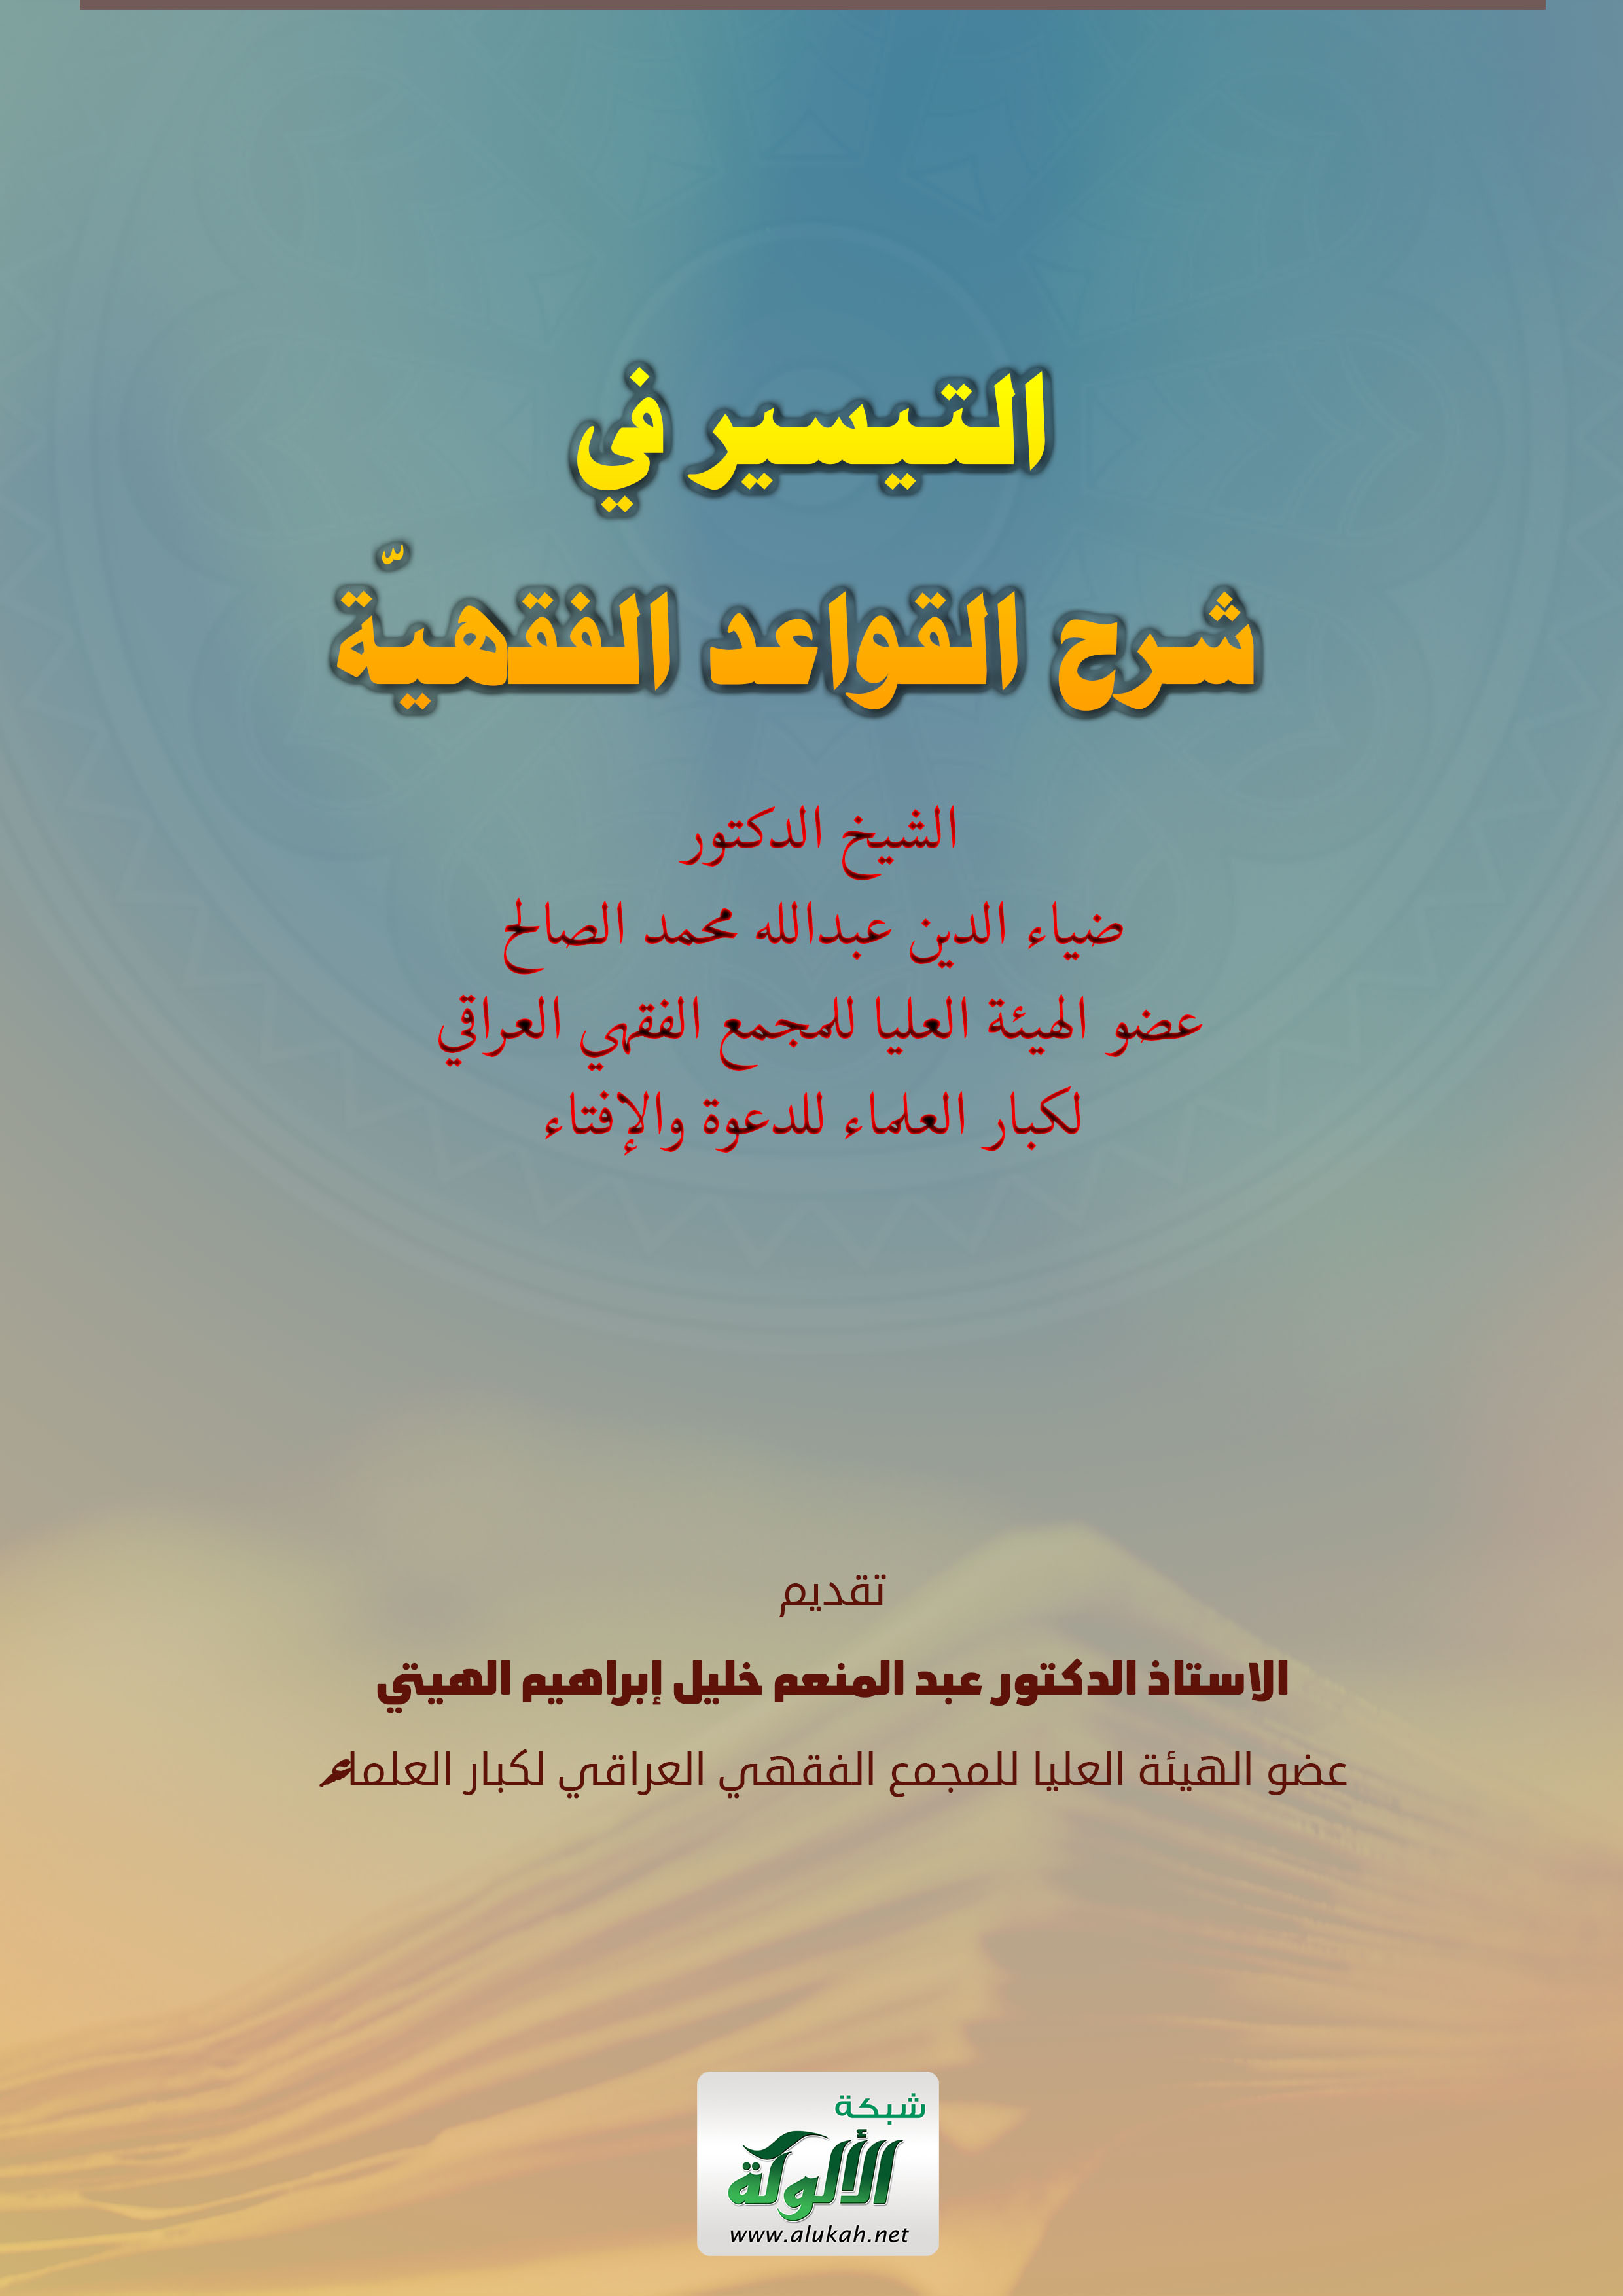 التيسير في
شرح القواعد الفقهيّة
الشيخ الدكتور
ضياء الدين عبدالله محمد الصالح
عضو الهيئة العليا للمجمع الفقهي العراقي
لكبار العلماء للدعوة والإفتاء
تقديم
الاستاذ الدكتور عبد المنعم خليل إبراهيم الهيتي
عضو الهيئة العليا للمجمع الفقهي العراقي لكبار العلماء
شبكة
الألوكة
www.alukah.net